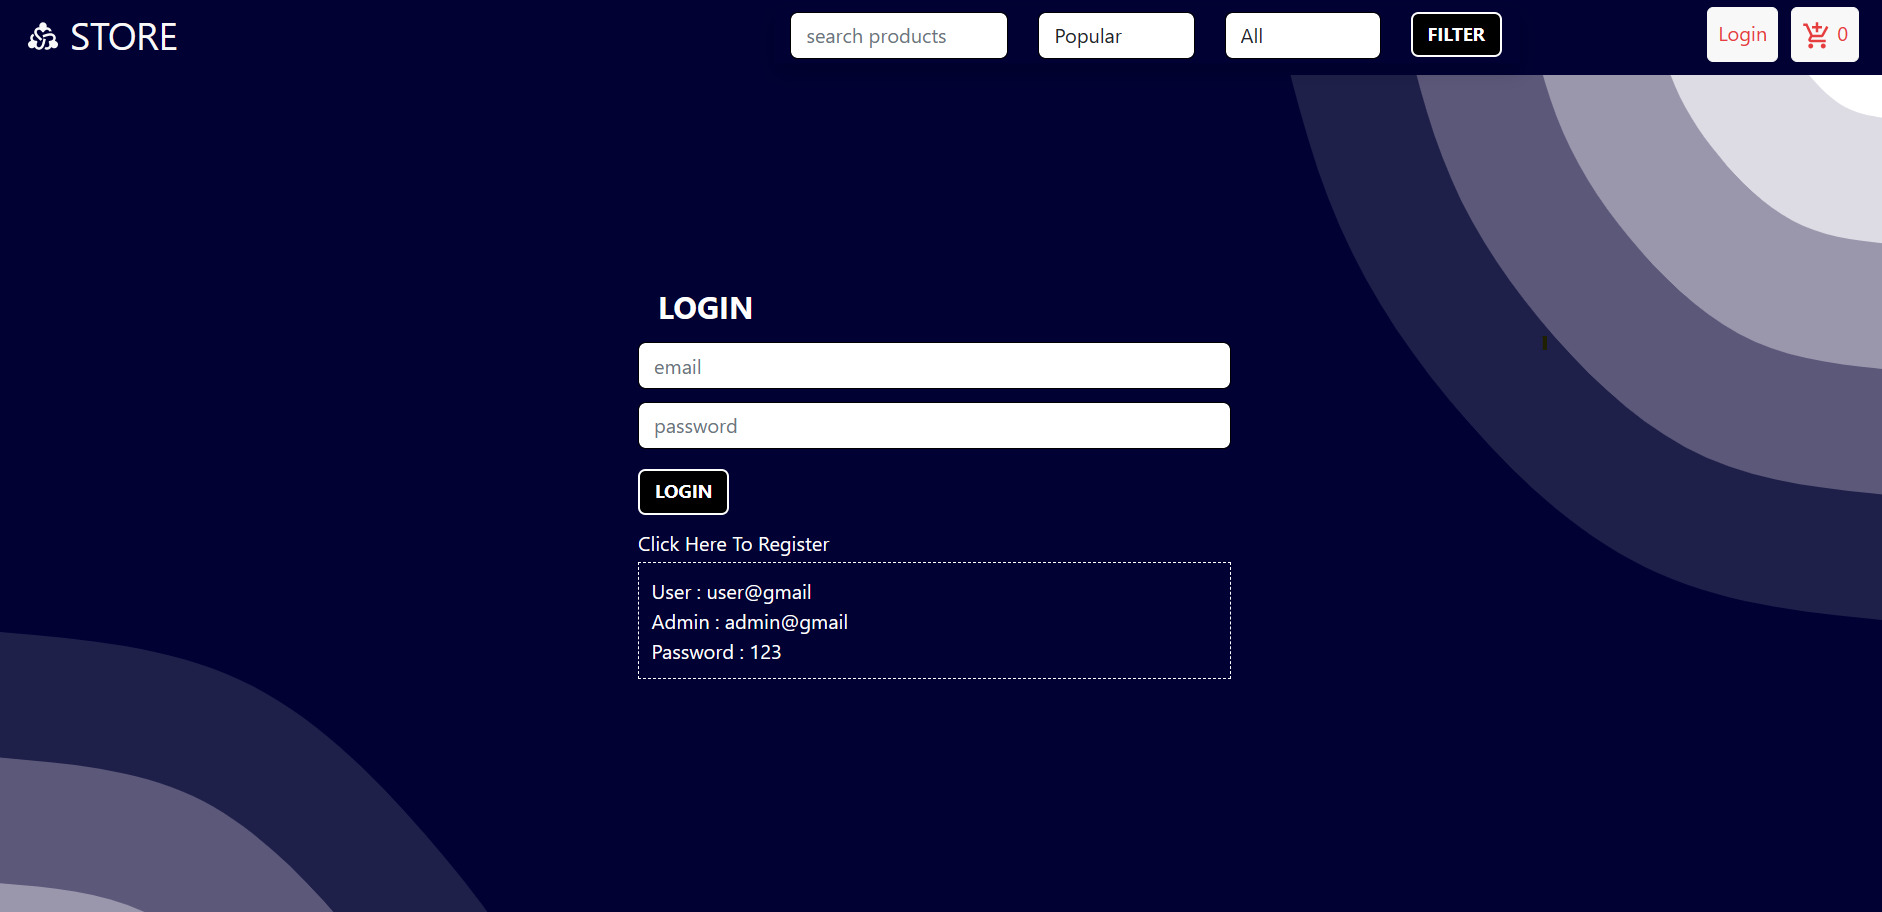 STORE
search products
Popular
All
FILTER
Login
0
LOGIN
email
password
LOGIN
Click Here To Register
User : user@gmail
Admin : admin@gmail
Password : 123